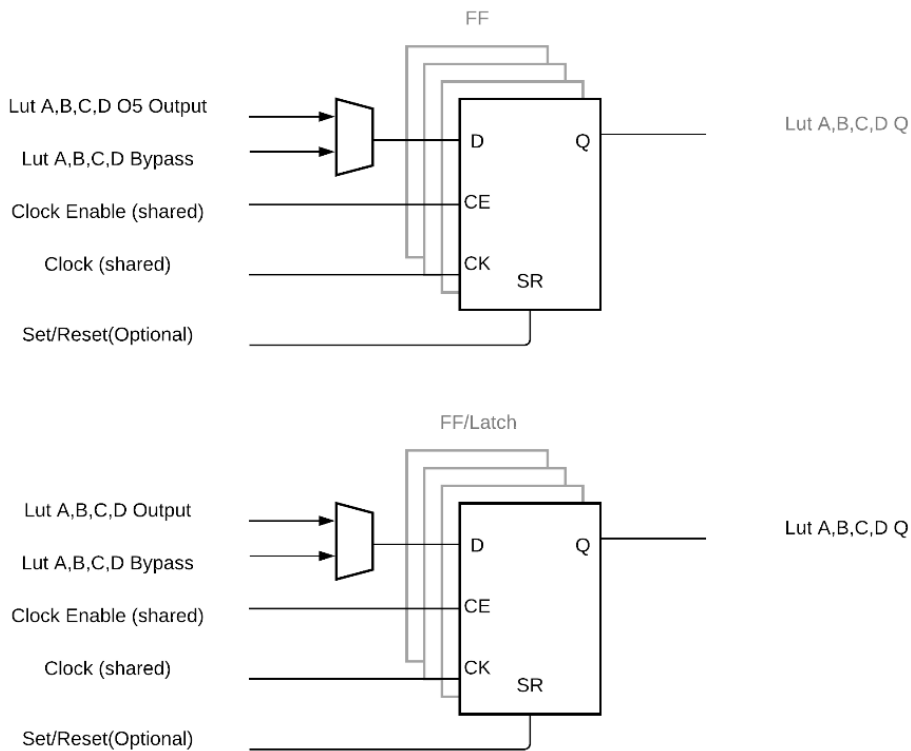 FF
Lut A,B,C,D O5 Output
Lut A,B,C,D Bypass
Clock Enable (shared)
Clock (shared)
Set/Reset(Optional)
D
Q
CE
CK
SR
Lut A,B,C,D Q
FF/Latch
Lut A,B,C,D Output
Lut A,B,C,D Bypass
Clock Enable (shared)
Clock (shared)
Set/Reset(Optional)
D
Q
CE
CK
SR
Lut A,B,C,D Q